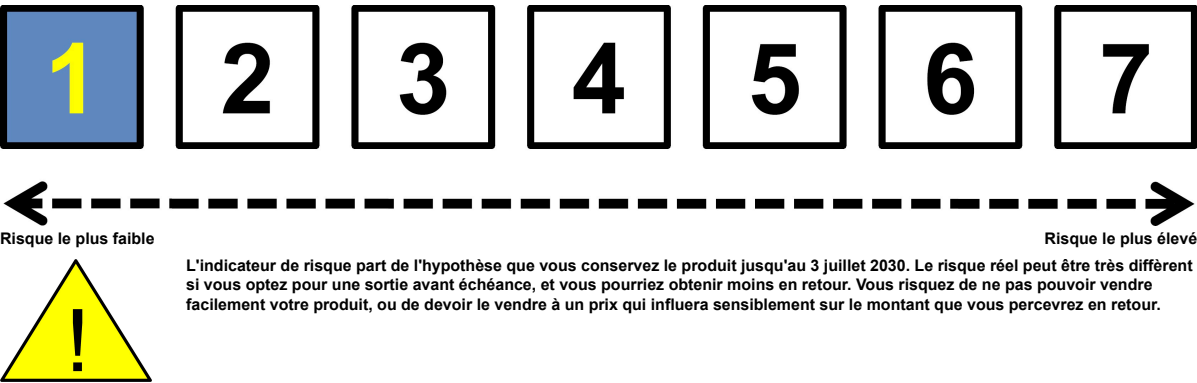 1 2 3 4 5 6 7
Risque le plus faible Risque le plus élevé
L'indicateur de risque part de l'hypothèse que vous conservez le produit jusqu'au 3 juillet 2030. Le risque réel peut être très diffèrent
si vous optez pour une sortie avant échéance, et vous pourriez obtenir moins en retour. Vous risquez de ne pas pouvoir vendre
facilement votre produit, ou de devoir le vendre à un prix qui influera sensiblement sur le montant que vous percevrez en retour.
!